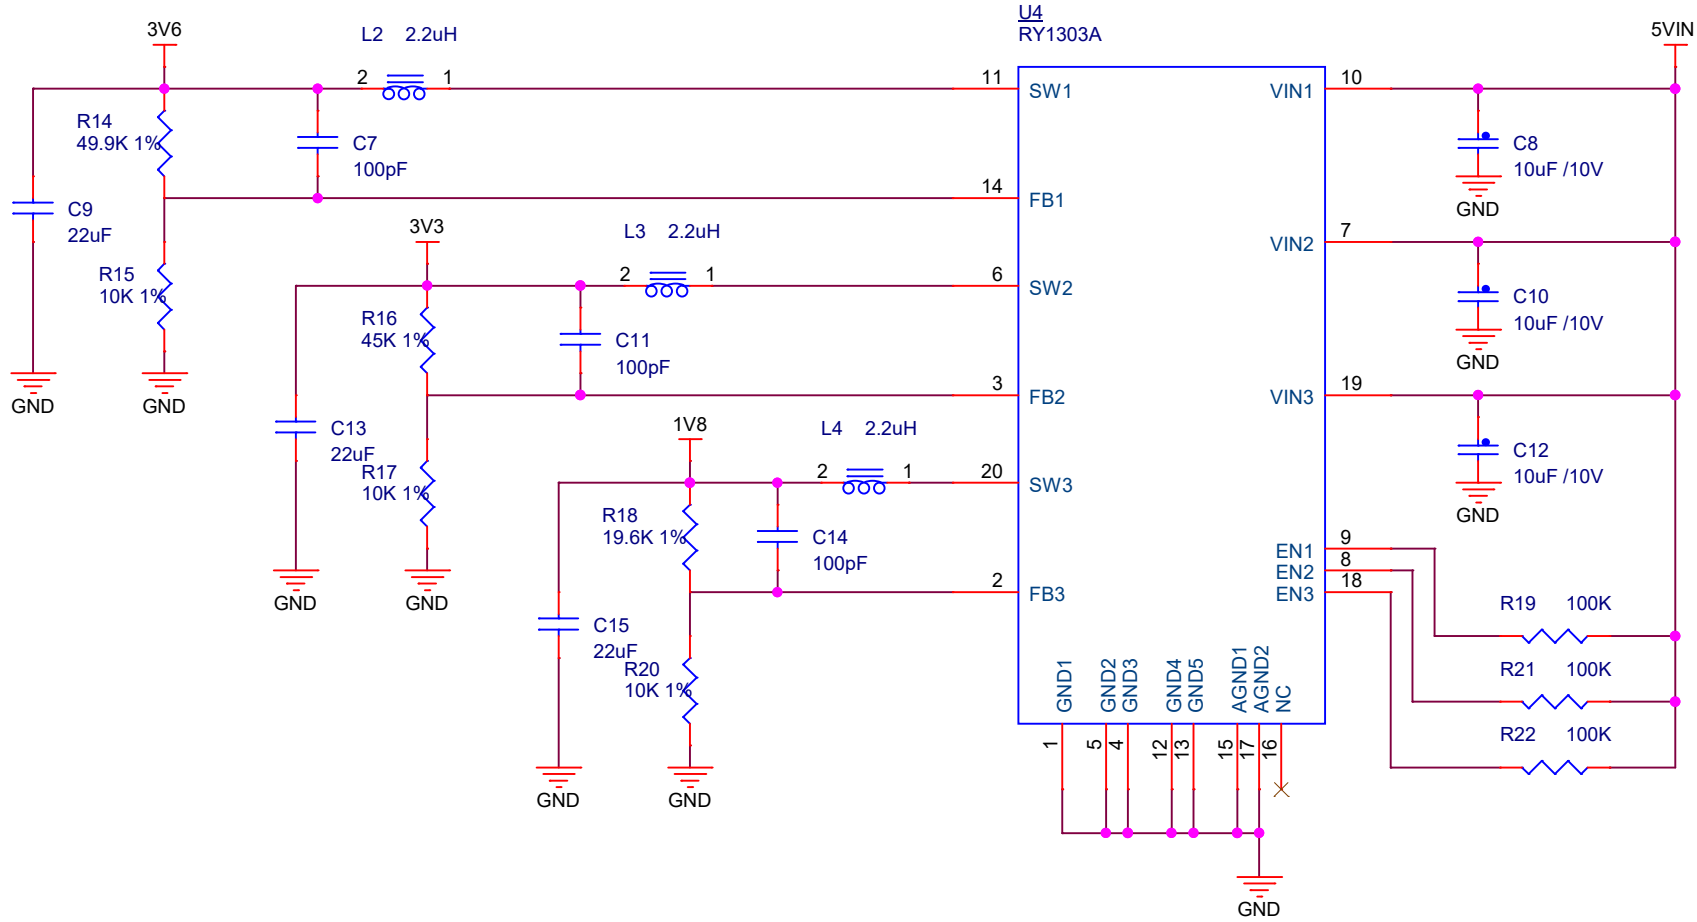 U4
RY1303A
3V6
L2 2.2uH
5VIN
2 1
11
SW1
VIN1
10
R14
49.9K 1%
C7
100pF
C8
10uF /10V
GND
14
FB1
C9
22uF
3V3
L3 2.2uH
7
VIN2
R15
10K 1%
2 1
6
SW2
R16
45K 1%
C11
100pF
C10
10uF /10V
GND
GND
GND
3
FB2
VIN3
19
C13
22uF
1V8
L4 2.2uH
R17
10K 1%
2 1
20
SW3
C12
10uF /10V
GND
R18
19.6K 1%
C14
100pF
EN1
9
EN2
8
EN3
18
GND
GND
2
FB3
R19 100K
C15
22uF
R20
10K 1%
R21 100K
R22 100K
GND1
GND2
GND3
GND4
GND5
AGND1
AGND2
NC
1
5
4
12
13
15
17
16
GND
GND
GND